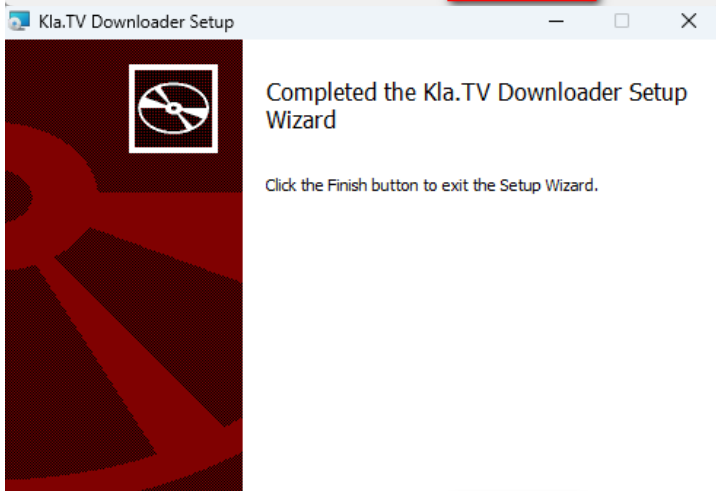 Kla.TV Downloader Setup
Completed the Kla.TV Downloader Setup
Wizard
Click the Finish button to exit the Setup Wizard.